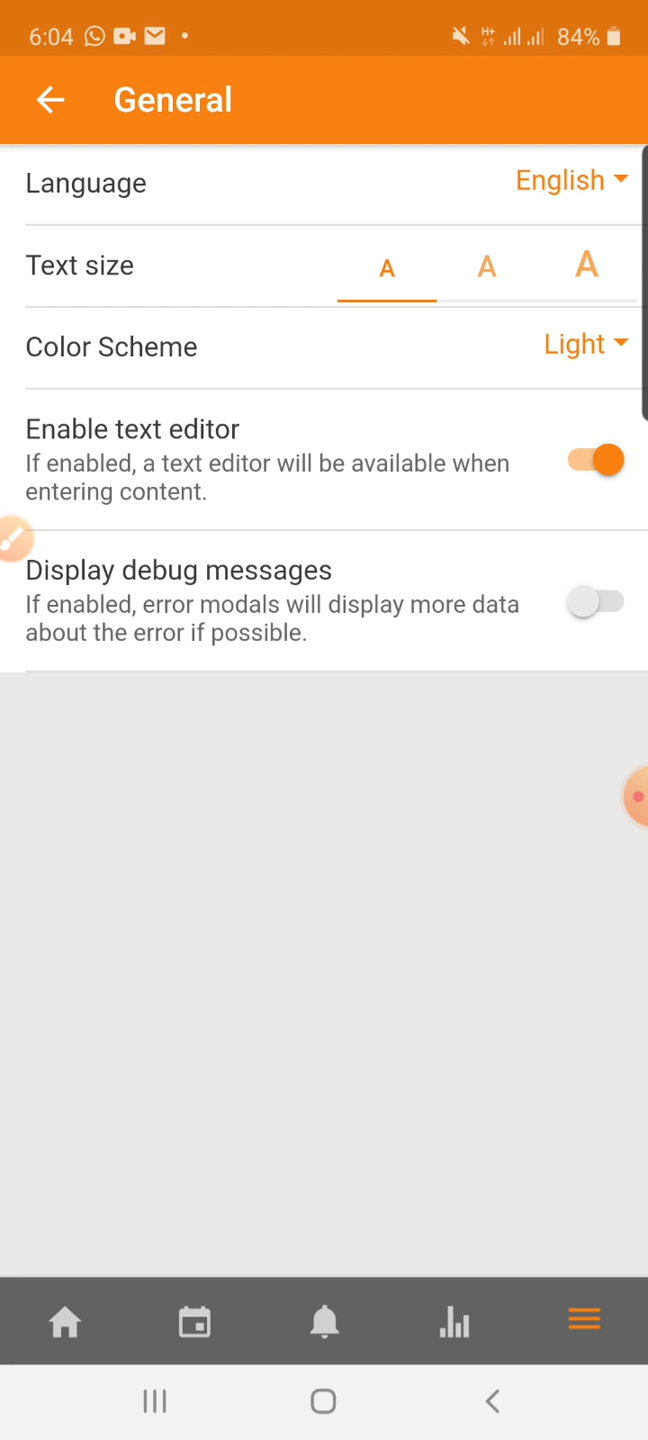 6:04 84%
General
Language English
Text size A A A
Color Scheme Light
Enable text editor
If enabled, a text editor will be available when
entering content.
Display debug messages
If enabled, error modals will display more data
about the error if possible.